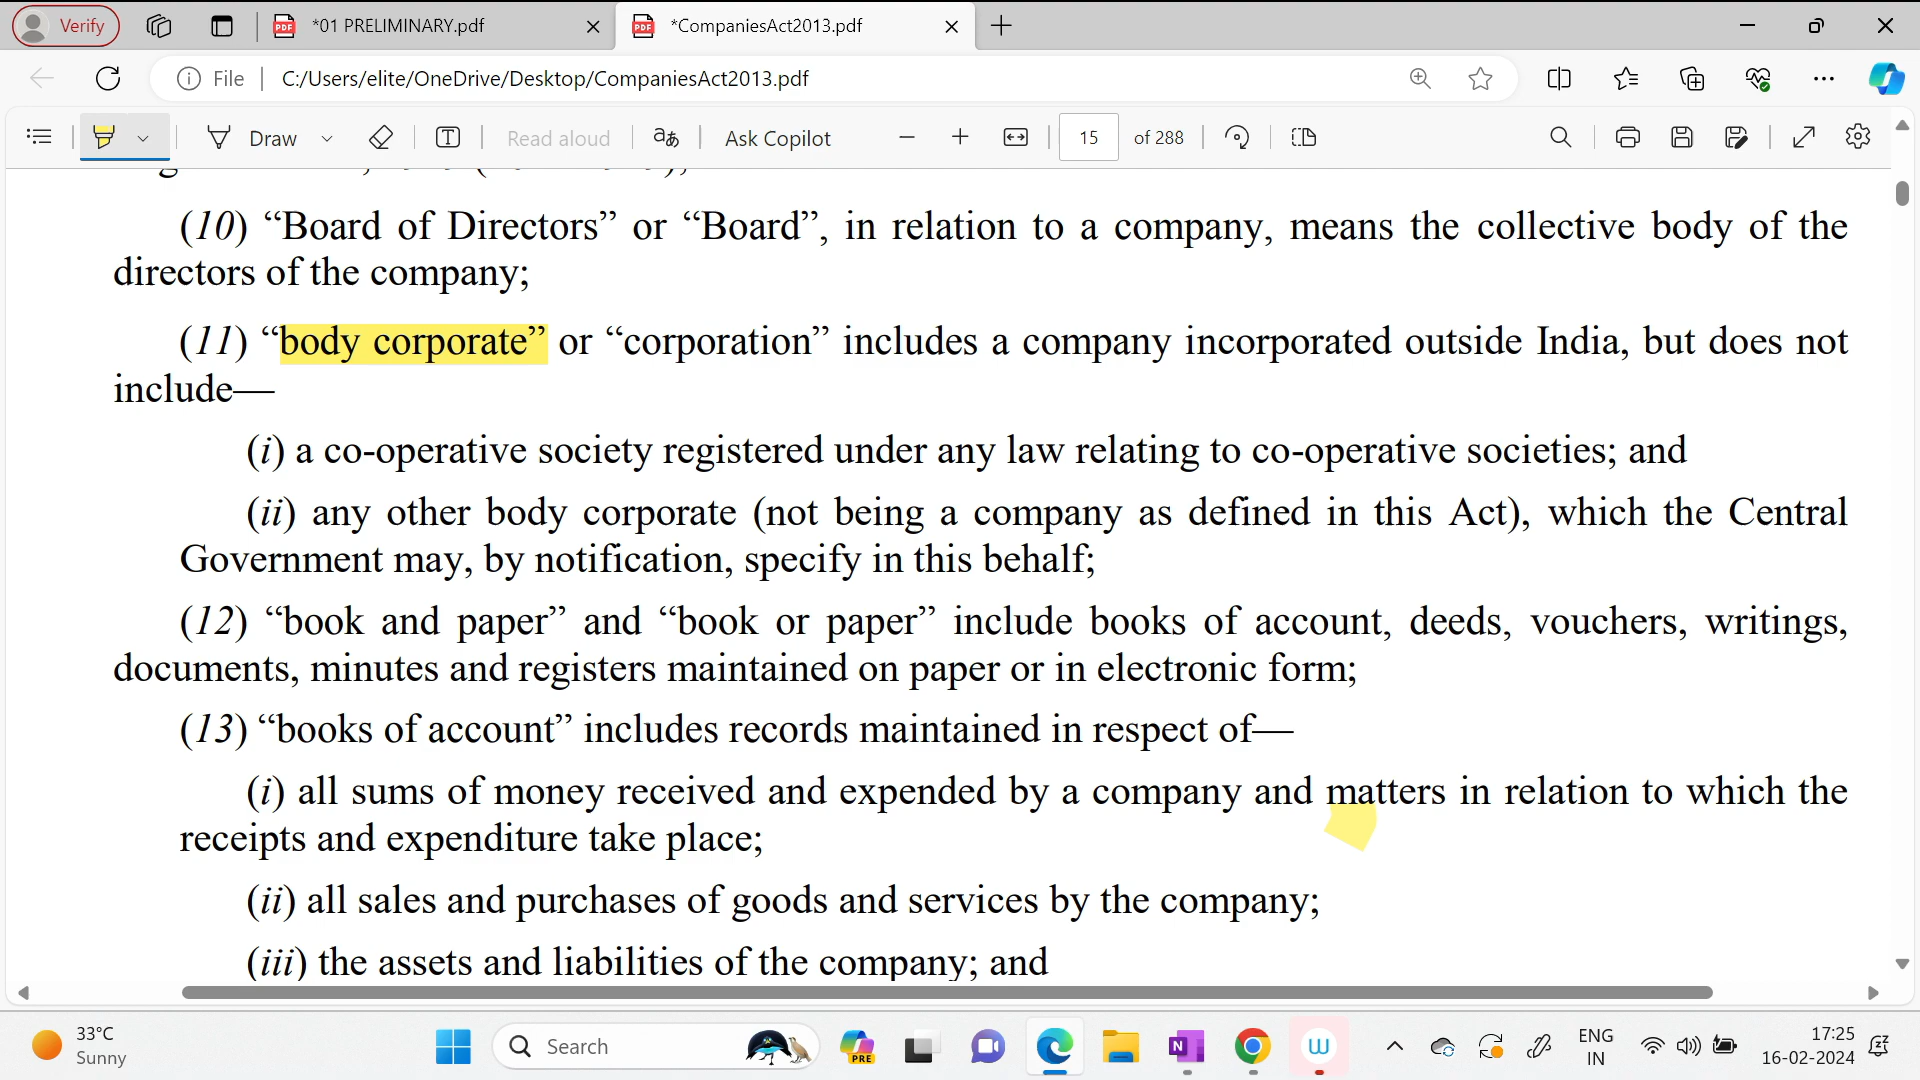 Verify
*01 PRELIMINARY.pdf
*CompaniesAct2013.pdf
File
C:/Users/elite/OneDrive/Desktop/CompaniesAct2013.pdf
Draw
Read aloud
aあ
Ask Copilot
15 of 288
(10) “Board of Directors” or “Board”, in relation to a company, means the collective body of the
directors of the company;
(11) “body corporate” or “corporation” includes a company incorporated outside India, but does not
include—
(i) a co-operative society registered under any law relating to co-operative societies; and
(ii) any other body corporate (not being a company as defined in this Act), which the Central
Government may, by notification, specify in this behalf;
(12) “book and paper” and “book or paper” include books of account, deeds, vouchers, writings,
documents, minutes and registers maintained on paper or in electronic form;
(13) “books of account” includes records maintained in respect of—
(i) all sums of money received and expended by a company and matters in relation to which the
receipts and expenditure take place;
(ii) all sales and purchases of goods and services by the company;
(iii) the assets and liabilities of the company; and
33°C
Sunny
Search
PRE
ENG
IN
17:25
16-02-2024